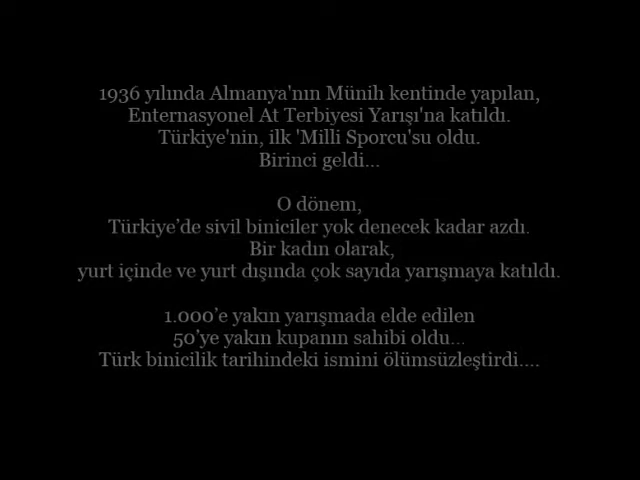 1936 yılında Almanya'nın Münih kentinde yapılan,
Enternasyonel At Terbiyesi Yarışı'na katıldı.
Türkiye'nin, ilk 'Milli Sporcu'su oldu.
Birinci geldi...
O dönem,
Türkiye’de sivil biniciler yok denecek kadar azdı.
Bir kadın olarak,
yurt içinde ve yurt dışında çok sayıda yarışmaya katıldı.
1.000’e yakın yarışmada elde edilen
50’ye yakın kupanın sahibi oldu...
Türk binicilik tarihindeki ismini ölümsüzleştirdi....